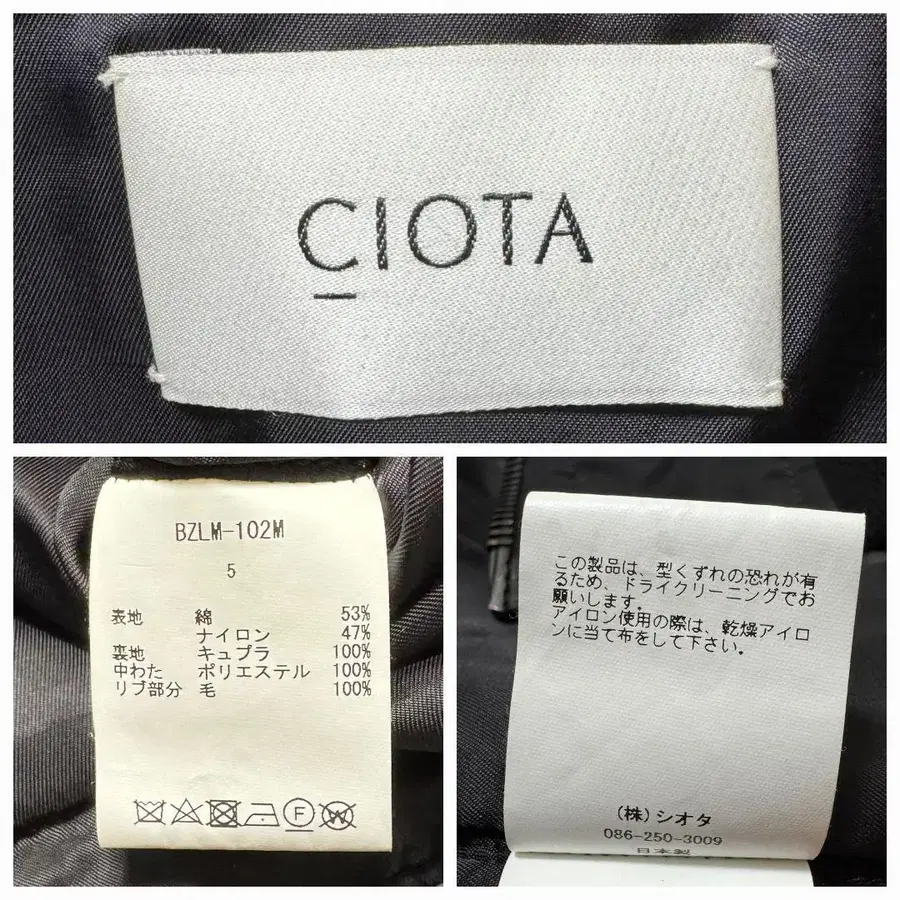 CIOTA
BZLM-102M
5
表地 綿 53%
ナイロン 47%
裏地 キュプラ 100%
中わた ポリエステル 100%
リブ部分 毛 100%
F W
この製品は、型くずれの恐れが有
るため、ドライクリーニングでお
願いします。
アイロン使用の際は、乾燥アイロ
ンに当て布をして下さい。
(株)シオタ
086-250-3009
日本製